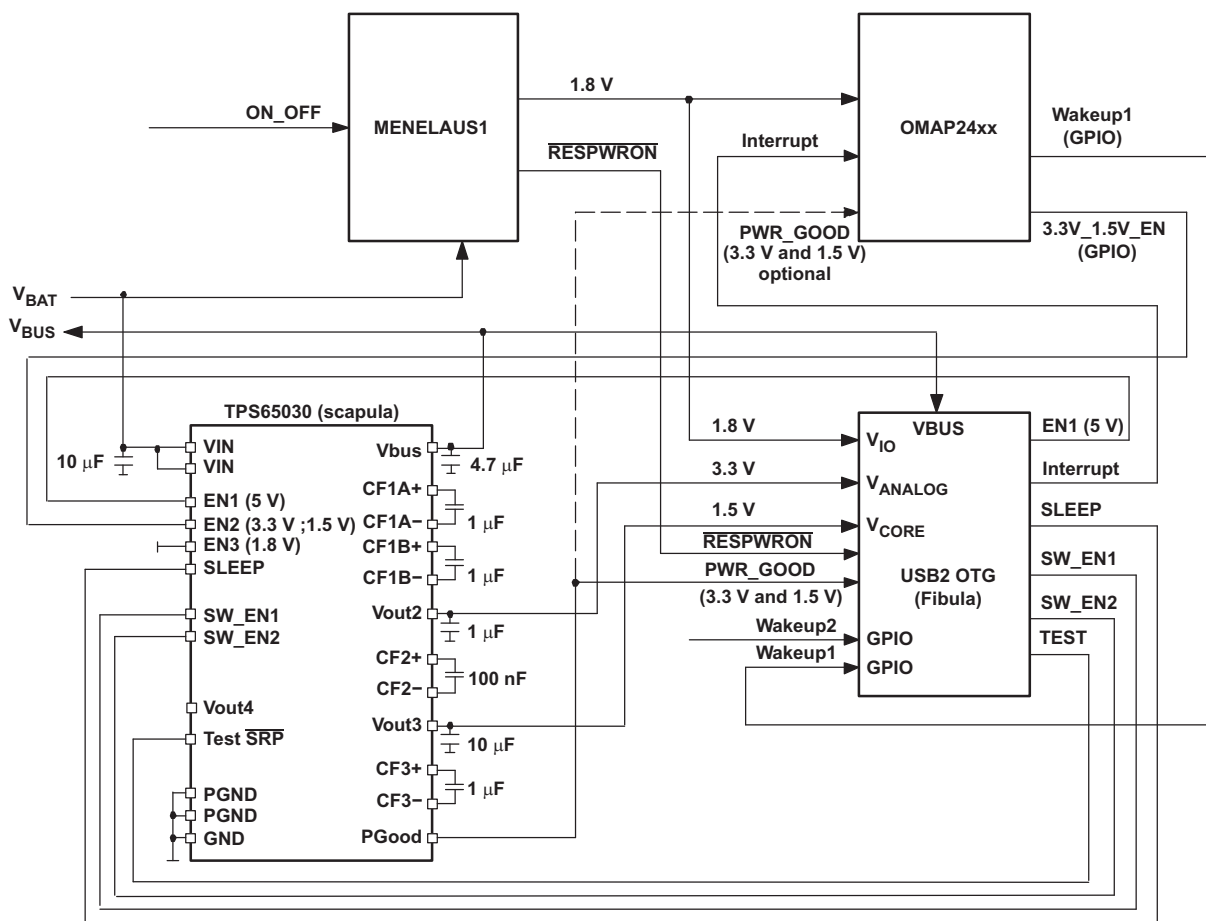 1.8 V
ON_OFF
MENELAUS1
RESPWRON
OMAP24xx
Interrupt
Wakeup1
(GPIO)
PWR_GOOD
(3.3 V and 1.5 V)
optional
3.3V_1.5V_EN
(GPIO)
VBAT
VBUS
TPS65030 (scapula)
VIN
VIN
10 μF
EN1 (5 V)
EN2 (3.3 V ;1.5 V)
EN3 (1.8 V)
SLEEP
SW_EN1
SW_EN2
Vout4
Test SRP
PGND
PGND
GND
Vbus
4.7 μF
CF1A+
CF1A−
1 μF
CF1B+
CF1B−
1 μF
Vout2
1 μF
CF2+
CF2−
100 nF
Vout3
10 μF
CF3+
CF3−
1 μF
PGood
1.8 V
3.3 V
1.5 V
RESPWRON
PWR_GOOD
(3.3 V and 1.5 V)
Wakeup2
Wakeup1
VBUS
VIO
VANALOG
VCORE
USB2 OTG
(Fibula)
GPIO
GPIO
EN1 (5 V)
Interrupt
SLEEP
SW_EN1
SW_EN2
TEST